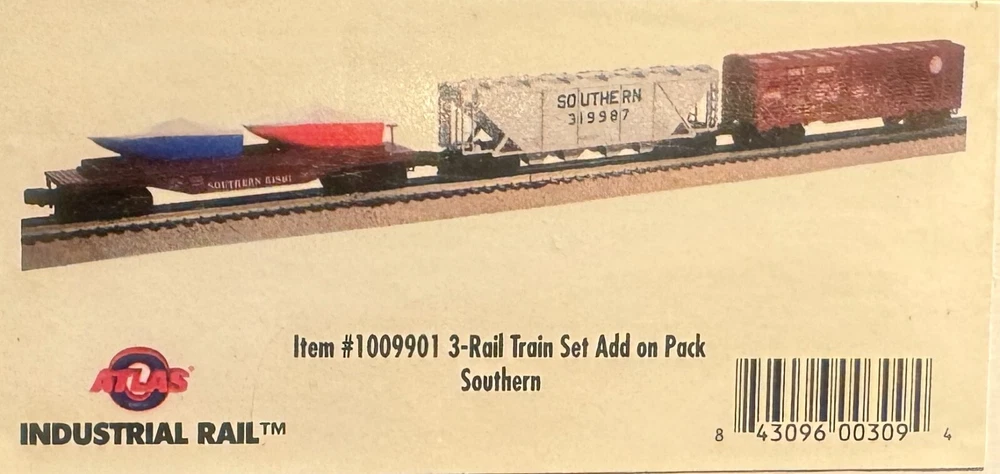 SOUTHERN
319987
SOUTHERN
Item #1009901 3-Rail Train Set Add on Pack
Southern
ATLAS®
INDUSTRIAL RAIL™
8 43096 00309 4